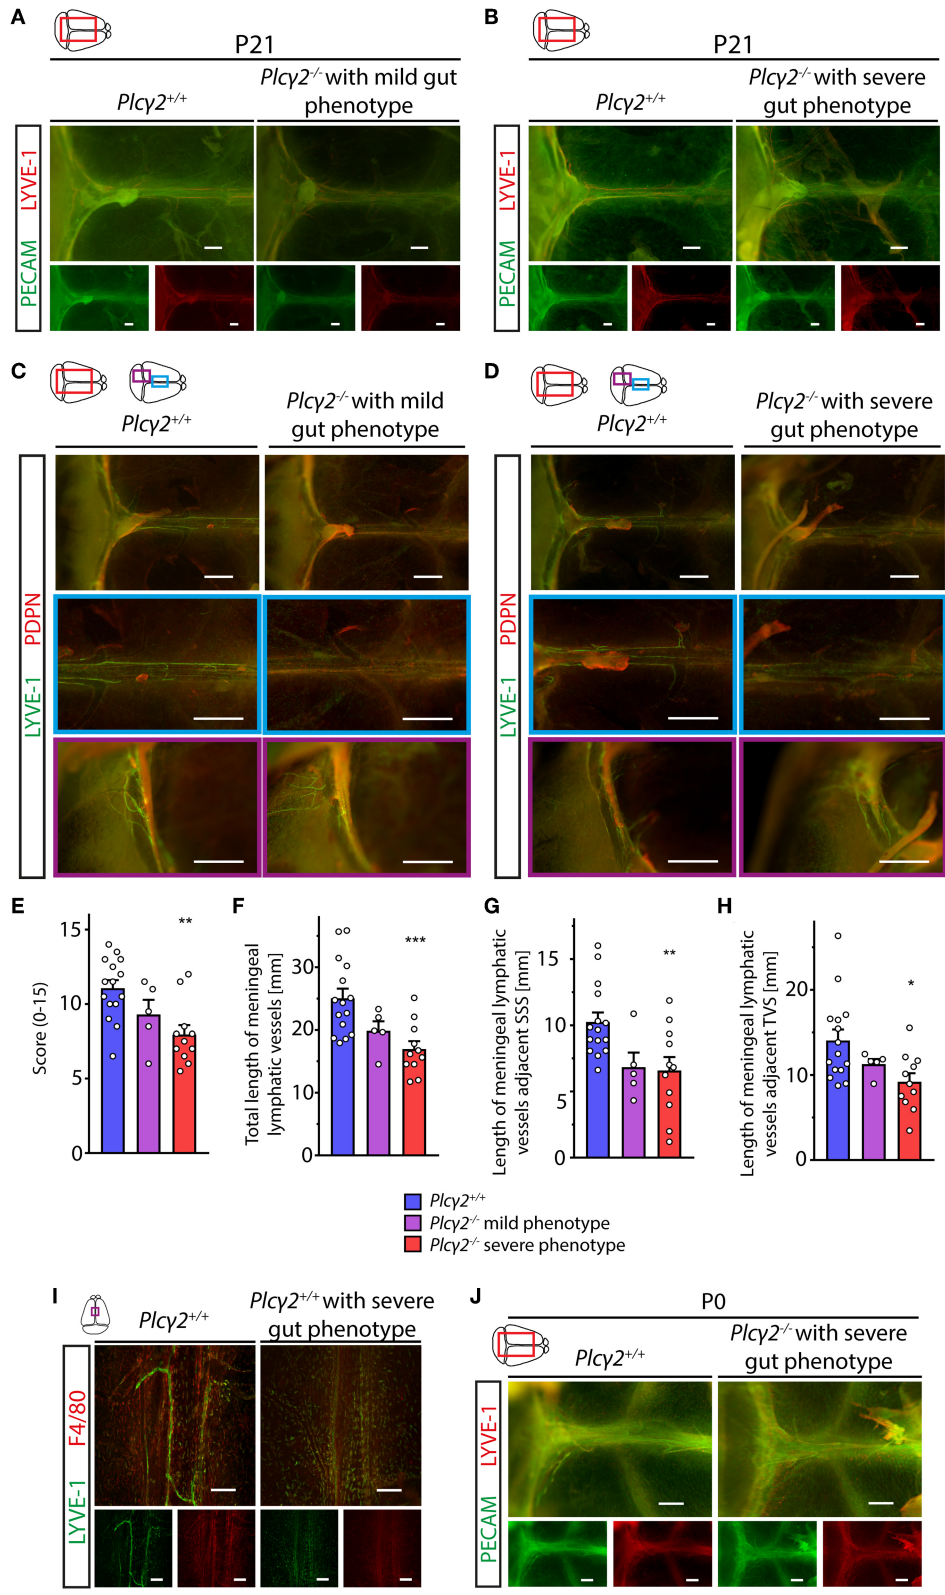 A
P21
Plcγ2+/+
Plcγ2-/- with mild gut
phenotype
PECAM LYVE-1
B
P21
Plcγ2+/+
Plcγ2-/- with severe
gut phenotype
PECAM LYVE-1
C
Plcγ2+/+
Plcγ2-/- with mild
gut phenotype
LYVE-1 PDPN
D
Plcγ2+/+
Plcγ2-/- with severe
gut phenotype
LYVE-1 PDPN
E
Score (0-15)
15
10
5
0
**
F
Total length of meningeal
lymphatic vessels [mm]
30
20
10
0
***
G
Length of meningeal lymphatic
vessels adjacent SSS [mm]
15
10
5
0
**
H
Length of meningeal lymphatic
vessels adjacent TVS [mm]
20
10
0
*
Plcγ2+/+
Plcγ2-/- mild phenotype
Plcγ2-/- severe phenotype
I
Plcγ2+/+
Plcγ2+/+ with severe
gut phenotype
LYVE-1 F4/80
J
P0
Plcγ2+/+
Plcγ2-/- with severe
gut phenotype
PECAM LYVE-1